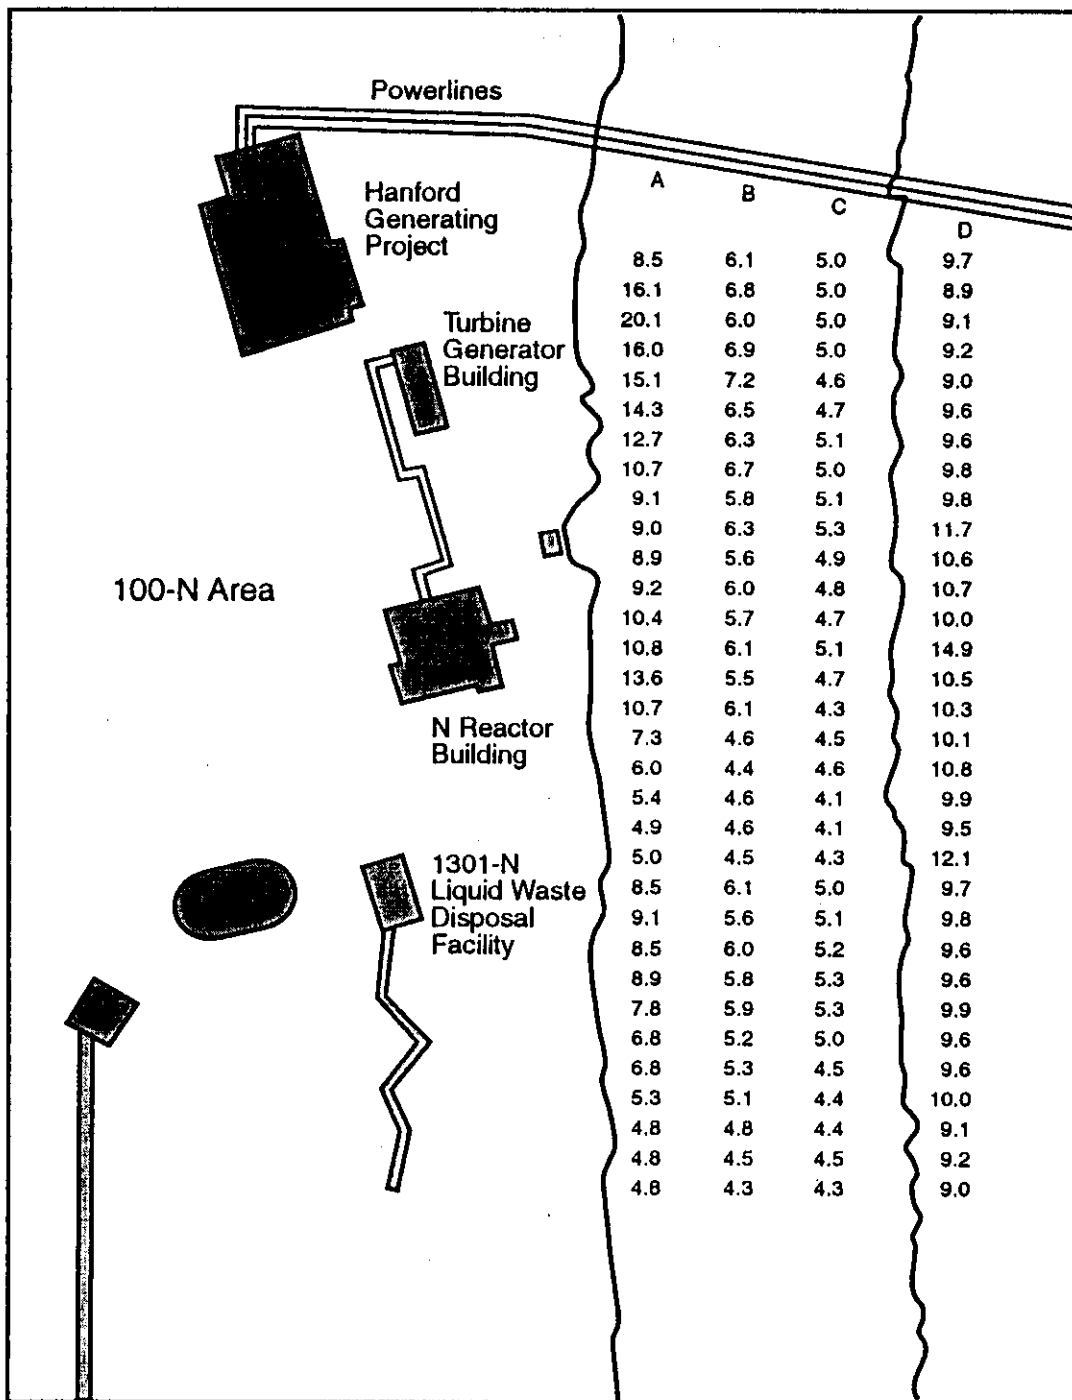 Powerlines
Hanford
Generating
Project
Turbine
Generator
Building
100-N Area
N Reactor
Building
1301-N
Liquid Waste
Disposal
Facility
A B C D
8.5 6.1 5.0 9.7
16.1 6.8 5.0 8.9
20.1 6.0 5.0 9.1
16.0 6.9 5.0 9.2
15.1 7.2 4.6 9.0
14.3 6.5 4.7 9.6
12.7 6.3 5.1 9.6
10.7 6.7 5.0 9.8
9.1 5.8 5.1 9.8
9.0 6.3 5.3 11.7
8.9 5.6 4.9 10.6
9.2 6.0 4.8 10.7
10.4 5.7 4.7 10.0
10.8 6.1 5.1 14.9
13.6 5.5 4.7 10.5
10.7 6.1 4.3 10.3
7.3 4.6 4.5 10.1
6.0 4.4 4.6 10.8
5.4 4.6 4.1 9.9
4.9 4.6 4.1 9.5
5.0 4.5 4.3 12.1
8.5 6.1 5.0 9.7
9.1 5.6 5.1 9.8
8.5 6.0 5.2 9.6
8.9 5.8 5.3 9.6
7.8 5.9 5.3 9.9
6.8 5.2 5.0 9.6
6.8 5.3 4.5 9.6
5.3 5.1 4.4 10.0
4.8 4.8 4.4 9.1
4.8 4.5 4.5 9.2
4.8 4.3 4.3 9.0